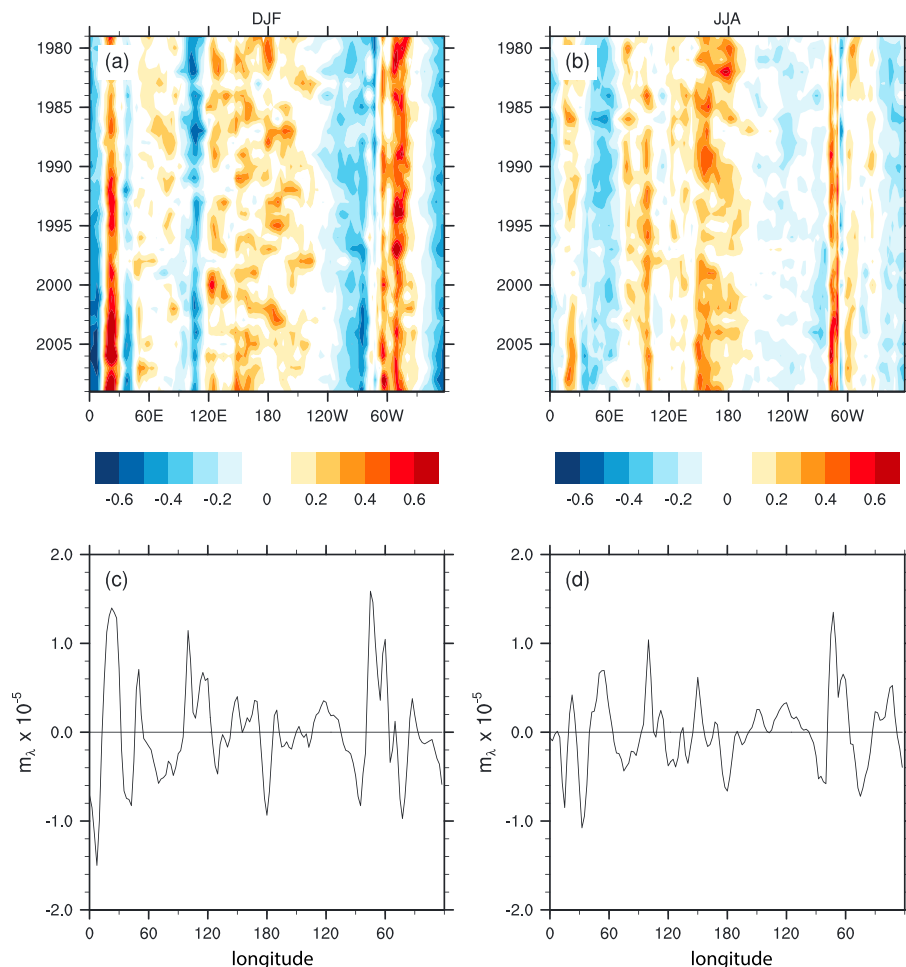 DJF
JJA
(a)
(b)
1980
1985
1990
1995
2000
2005
1980
1985
1990
1995
2000
2005
0 60E 120E 180 120W 60W
0 60E 120E 180 120W 60W
-0.6 -0.4 -0.2 0 0.2 0.4 0.6
-0.6 -0.4 -0.2 0 0.2 0.4 0.6
(c)
(d)
2.0
1.0
0.0
-1.0
-2.0
m_λ x 10^-5
2.0
1.0
0.0
-1.0
-2.0
m_λ x 10^-5
0 60 120 180 120 60
0 60 120 180 120 60
longitude
longitude